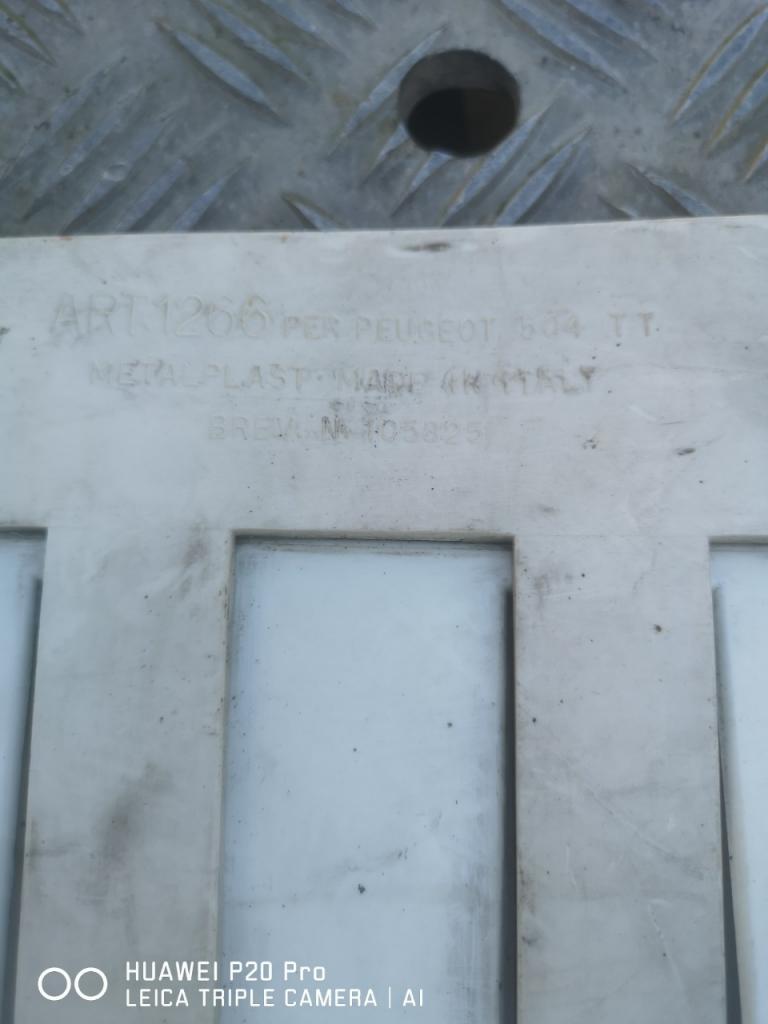 ART.1266 PER PEUGEOT 504 TT
METALPLAST-MADE IN ITALY
BREV. N. 105825
HUAWEI P20 Pro
LEICA TRIPLE CAMERA | AI